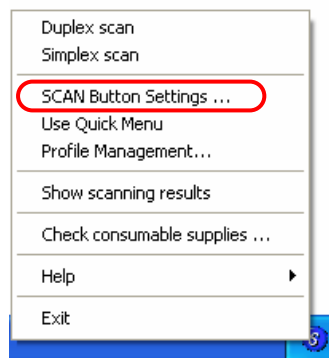 Duplex scan
Simplex scan
SCAN Button Settings ...
Use Quick Menu
Profile Management...
Show scanning results
Check consumable supplies ...
Help
Exit
S